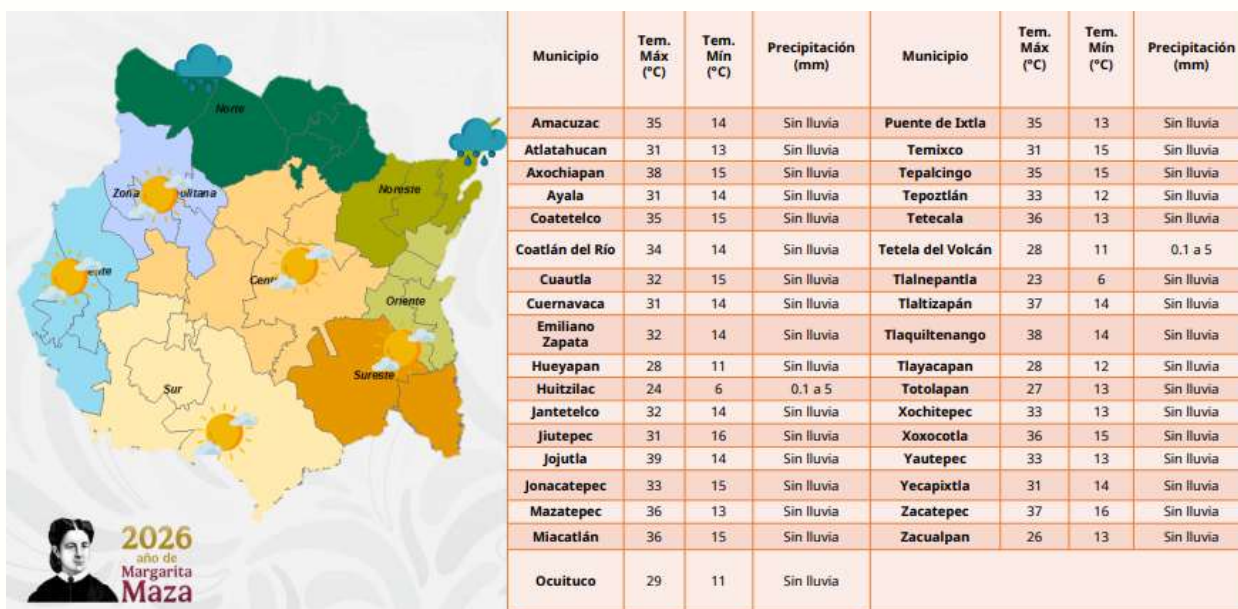 Norte
Noreste
Oriente
Sureste
Sur
2026
año de
Margarita
Maza
Municipio Tem. Máx (°C) Tem. Mín (°C) Precipitación (mm) Municipio Tem. Máx (°C) Tem. Mín (°C) Precipitación (mm)
Amacuzac 35 14 Sin lluvia Puente de Ixtla 35 13 Sin lluvia
Atlatahucan 31 13 Sin lluvia Temixco 31 15 Sin lluvia
Axochiapan 38 15 Sin lluvia Tepalcingo 35 15 Sin lluvia
Ayala 31 14 Sin lluvia Tepoztlán 33 12 Sin lluvia
Coatetelco 35 15 Sin lluvia Tetecala 36 13 Sin lluvia
Coatlán del Río 34 14 Sin lluvia Tetela del Volcán 28 11 0.1 a 5
Cuautla 32 15 Sin lluvia Tlalnepantla 23 6 Sin lluvia
Cuernavaca 31 14 Sin lluvia Tlaltizapán 37 14 Sin lluvia
Emiliano Zapata 32 14 Sin lluvia Tlaquiltenango 38 14 Sin lluvia
Hueyapan 28 11 Sin lluvia Tlayacapan 28 12 Sin lluvia
Huitzilac 24 6 0.1 a 5 Totolapan 27 13 Sin lluvia
Jantetelco 32 14 Sin lluvia Xochitepec 33 13 Sin lluvia
Jiutepec 31 16 Sin lluvia Xoxocotla 36 15 Sin lluvia
Jojutla 39 14 Sin lluvia Yautepec 33 13 Sin lluvia
Jonacatepec 33 15 Sin lluvia Yecapixtla 31 14 Sin lluvia
Mazatepec 36 13 Sin lluvia Zacatepec 37 16 Sin lluvia
Miacatlán 36 15 Sin lluvia Zacualpan 26 13 Sin lluvia
Ocuituco 29 11 Sin lluvia